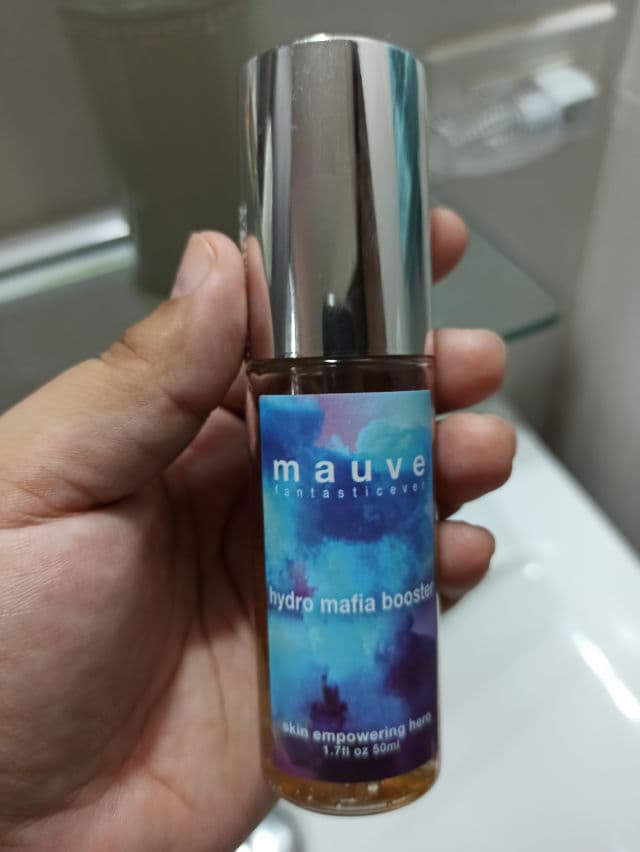 mauve
fantasticever
hydro mafia booster
skin empowering hero
1.7fl oz 50ml